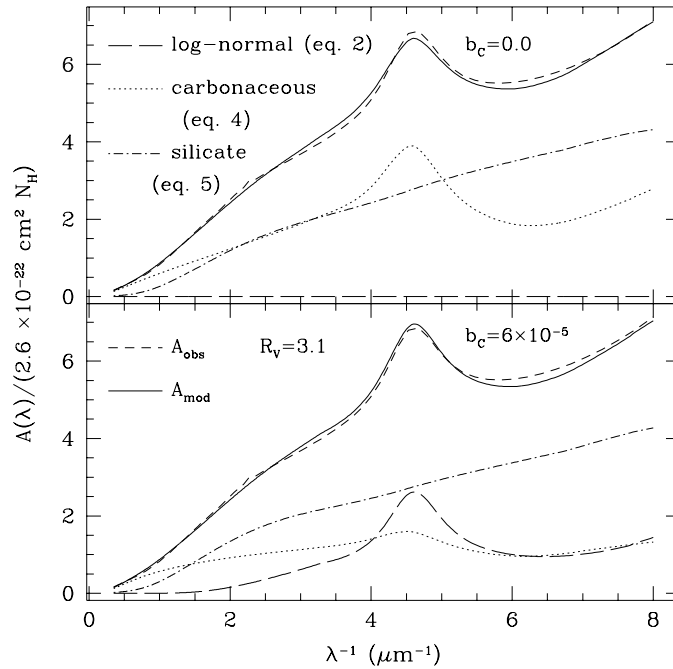 log-normal (eq. 2)
b_C=0.0
carbonaceous
(eq. 4)
silicate
(eq. 5)
6
4
2
0
A_obs
R_V=3.1
b_C=6×10⁻⁵
A_mod
6
4
2
0
0 2 4 6 8
λ⁻¹ (μm⁻¹)
A(λ)/(2.6 ×10⁻²² cm² N_H)